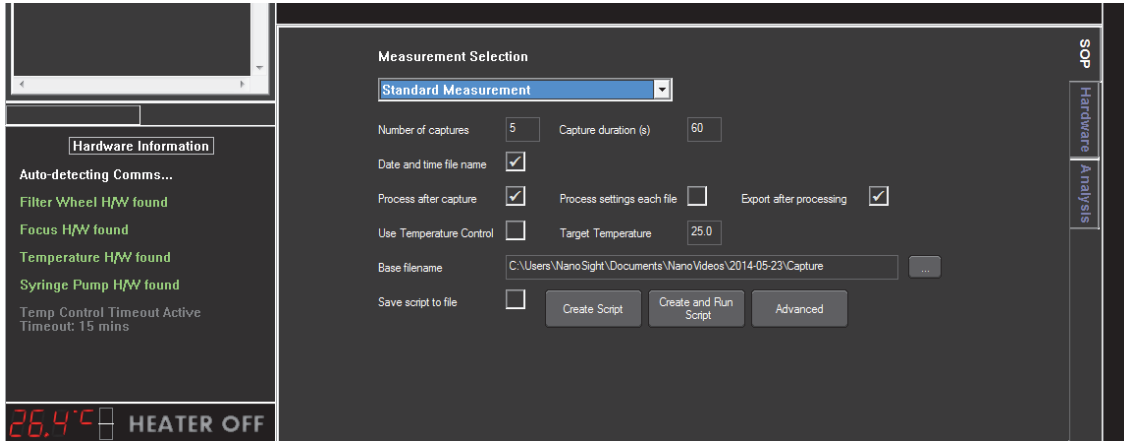 Measurement Selection
Standard Measurement
Number of captures 5 Capture duration (s) 60
Date and time file name
Process after capture Process settings each file Export after processing
Use Temperature Control Target Temperature 25.0
Base filename C:\Users\NanoSight\Documents\NanoVideos\2014-05-23\Capture ...
Save script to file Create Script Create and Run
Script Advanced
SOP
Hardware
Analysis
Hardware Information
Auto-detecting Comms...
Filter Wheel H/W found
Focus H/W found
Temperature H/W found
Syringe Pump H/W found
Temp Control Timeout Active
Timeout: 15 mins
26.4°C HEATER OFF